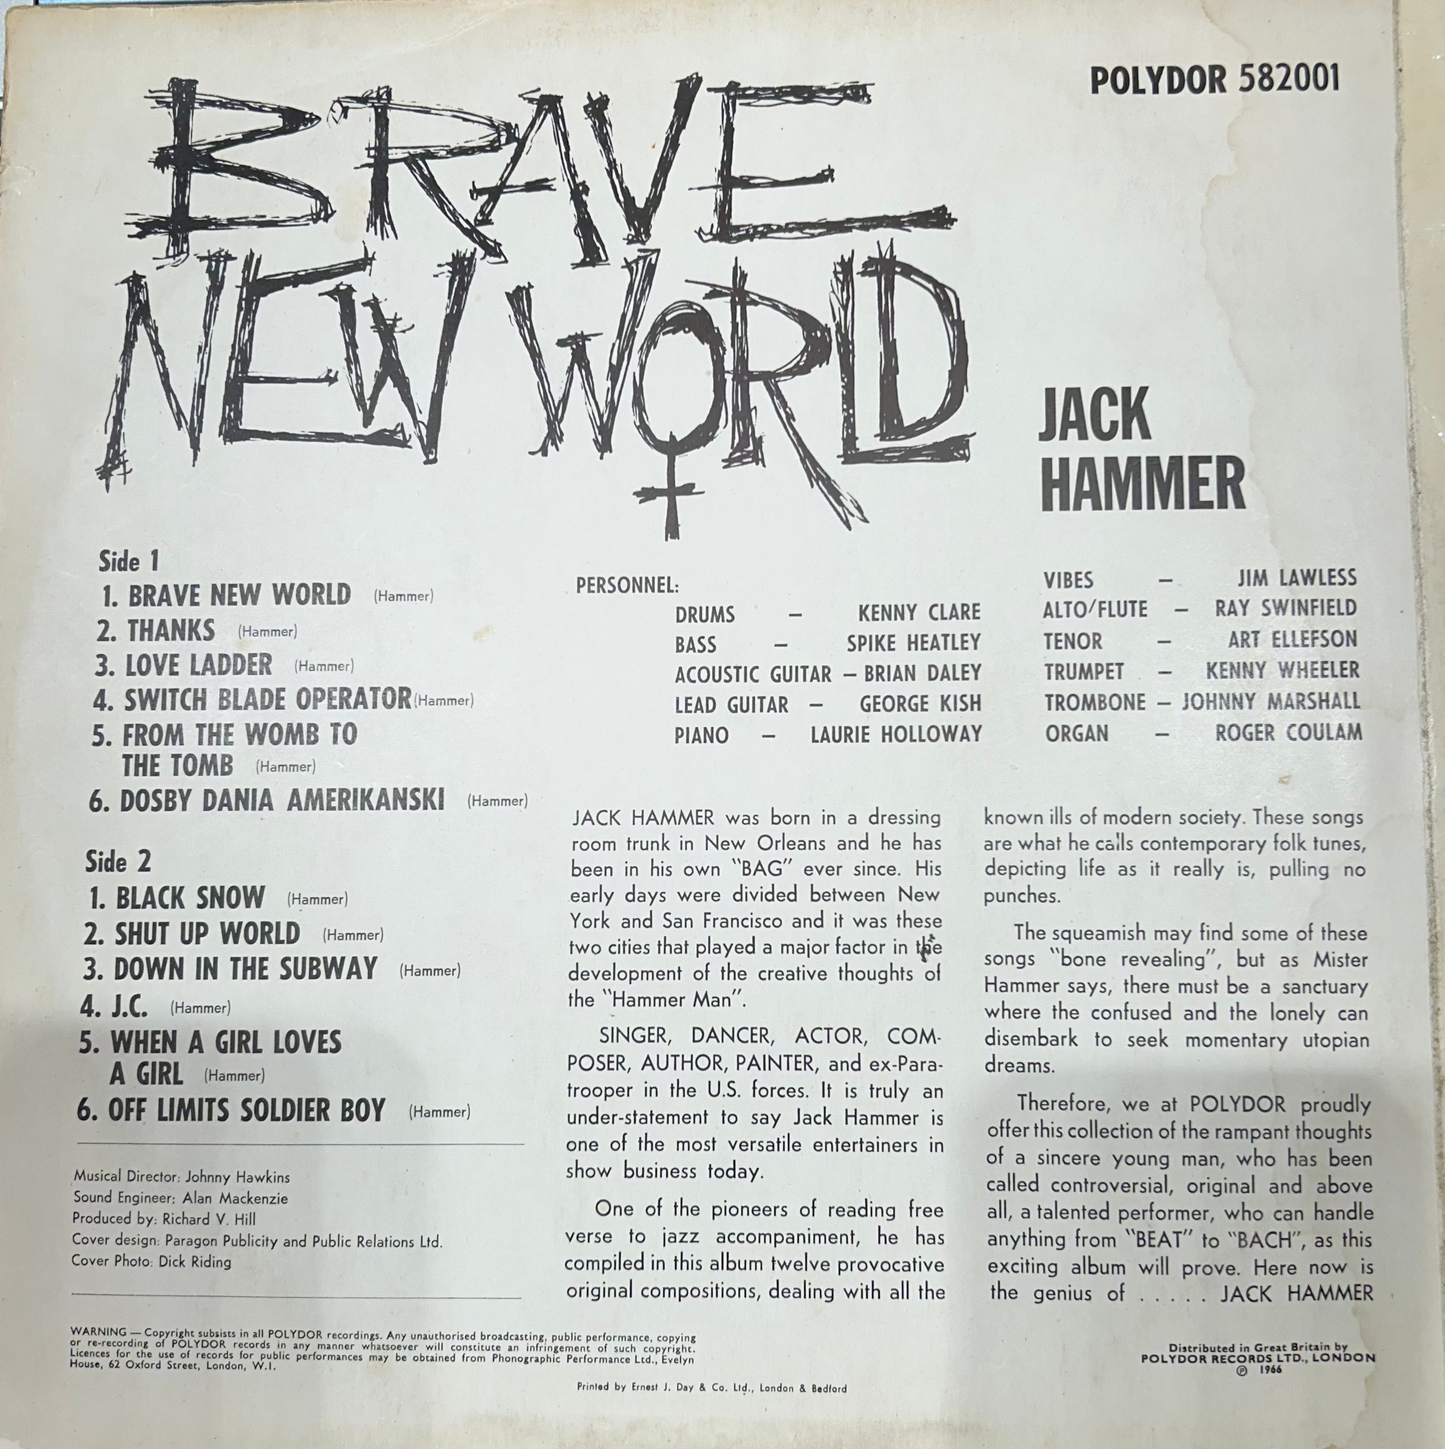 BRAVE
NEW WORLD
POLYDOR 582001
JACK
HAMMER
Side 1
1. BRAVE NEW WORLD (Hammer)
2. THANKS (Hammer)
3. LOVE LADDER (Hammer)
4. SWITCH BLADE OPERATOR (Hammer)
5. FROM THE WOMB TO
THE TOMB (Hammer)
6. DOSBY DANIA AMERIKANSKI (Hammer)
Side 2
1. BLACK SNOW (Hammer)
2. SHUT UP WORLD (Hammer)
3. DOWN IN THE SUBWAY (Hammer)
4. J.C. (Hammer)
5. WHEN A GIRL LOVES
A GIRL (Hammer)
6. OFF LIMITS SOLDIER BOY (Hammer)
Musical Director: Johnny Hawkins
Sound Engineer: Alan Mackenzie
Produced by: Richard V. Hill
Cover design: Paragon Publicity and Public Relations Ltd.
Cover Photo: Dick Riding
PERSONNEL:
DRUMS — KENNY CLARE
BASS — SPIKE HEATLEY
ACOUSTIC GUITAR — BRIAN DALEY
LEAD GUITAR — GEORGE KISH
PIANO — LAURIE HOLLOWAY
VIBES — JIM LAWLESS
ALTO/FLUTE — RAY SWINFIELD
TENOR — ART ELLEFSON
TRUMPET — KENNY WHEELER
TROMBONE — JOHNNY MARSHALL
ORGAN — ROGER COULAM
JACK HAMMER was born in a dressing
room trunk in New Orleans and he has
been in his own "BAG" ever since. His
early days were divided between New
York and San Francisco and it was these
two cities that played a major factor in the
development of the creative thoughts of
the "Hammer Man".
SINGER, DANCER, ACTOR, COM-
POSER, AUTHOR, PAINTER, and ex-Para-
trooper in the U.S. forces. It is truly an
under-statement to say Jack Hammer is
one of the most versatile entertainers in
show business today.
One of the pioneers of reading free
verse to jazz accompaniment, he has
compiled in this album twelve provocative
original compositions, dealing with all the
known ills of modern society. These songs
are what he calls contemporary folk tunes,
depicting life as it really is, pulling no
punches.
The squeamish may find some of these
songs "bone revealing", but as Mister
Hammer says, there must be a sanctuary
where the confused and the lonely can
disembark to seek momentary utopian
dreams.
Therefore, we at POLYDOR proudly
offer this collection of the rampant thoughts
of a sincere young man, who has been
called controversial, original and above
all, a talented performer, who can handle
anything from "BEAT" to "BACH", as this
exciting album will prove. Here now is
the genius of . . . . . JACK HAMMER
WARNING — Copyright subsists in all POLYDOR recordings. Any unauthorised broadcasting, public performance, copying
or re-recording of POLYDOR records in any manner whatsoever will constitute an infringement of such copyright.
Licences for the use of records for public performances may be obtained from Phonographic Performance Ltd., Evelyn
House, 62 Oxford Street, London, W.1.
Printed by Ernest J. Day & Co. Ltd., London & Bedford
Distributed in Great Britain by
POLYDOR RECORDS LTD., LONDON
Ⓟ 1966